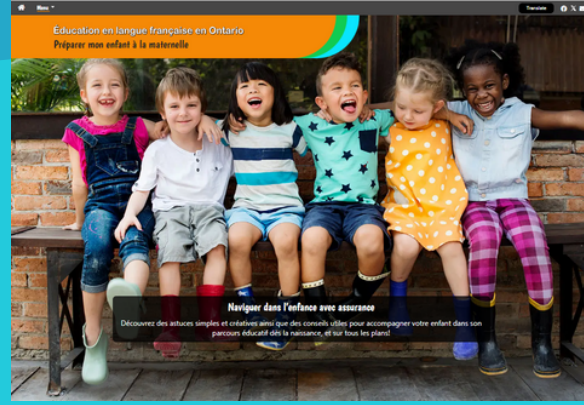 Menu
Translate
Éducation en langue française en Ontario
Préparer mon enfant à la maternelle
Naviguer dans l'enfance avec assurance
Découvrez des astuces simples et créatives ainsi que des conseils utiles pour accompagner votre enfant dans son
parcours éducatif dès la naissance, et sur tous les plans!